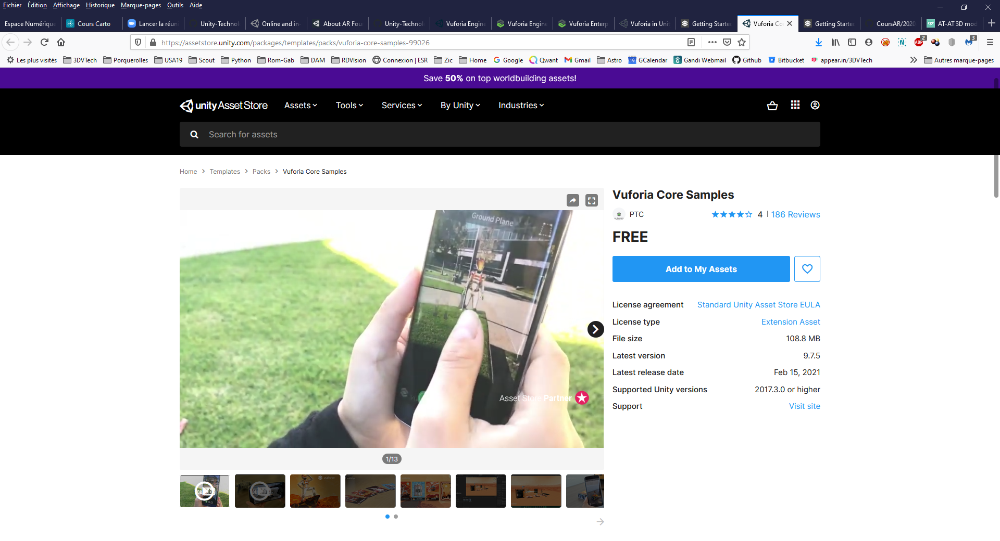 Fichier Édition Affichage Historique Marque-pages Outils Aide
Espace Numérique Cours Carto Lancer la réun Unity-Technol Online and in- About AR Fou Unity-Technol Vuforia Engine Vuforia Engine Vuforia Enterp Vuforia in Unit Getting Starte Vuforia Co Getting Starte CoursAR/2020 AT-AT 3D mod
https://assetstore.unity.com/packages/templates/packs/vuforia-core-samples-99026
ABP 2 3
Les plus visités 3DVTech Porquerolles USA19 Scout Python Rom-Gab DAM RDVIsion Connexion | ESR Zic Home Google Qwant Gmail Astro 19 GCalendar Gandi Webmail Github Bitbucket appear.in/3DVTech Autres marque-pages
Save 50% on top worldbuilding assets!
unity Asset Store Assets Tools Services By Unity Industries
Search for assets
Home > Templates > Packs > Vuforia Core Samples
Ground Plane
Asset Store Partner
1/13
YouTube
vuforia
Vuforia Core Samples
PTC 4 | 186 Reviews
FREE
Add to My Assets
License agreement Standard Unity Asset Store EULA
License type Extension Asset
File size 108.8 MB
Latest version 9.7.5
Latest release date Feb 15, 2021
Supported Unity versions 2017.3.0 or higher
Support Visit site